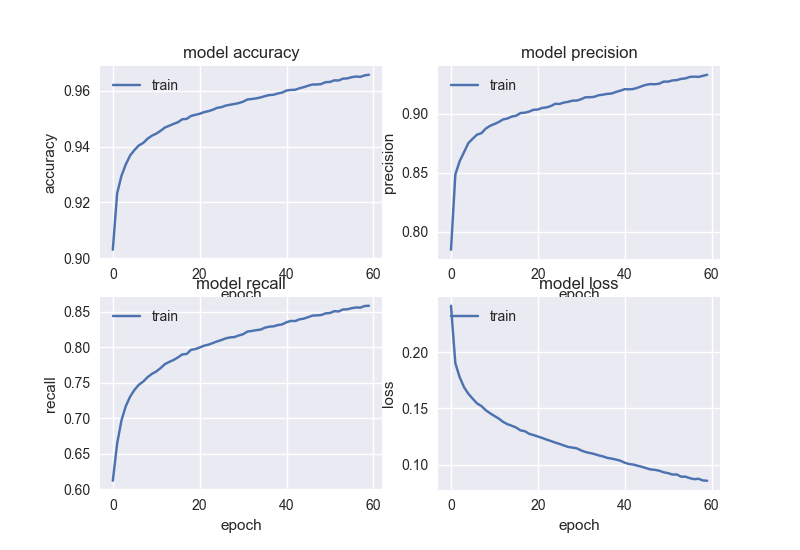 model accuracy
train
accuracy
0.96
0.94
0.92
0.90
0
20
40
60
epoch
model precision
train
precision
0.90
0.85
0.80
0
20
40
60
epoch
model recall
train
recall
0.85
0.80
0.75
0.70
0.65
0.60
0
20
40
60
epoch
model loss
train
loss
0.20
0.15
0.10
0
20
40
60
epoch